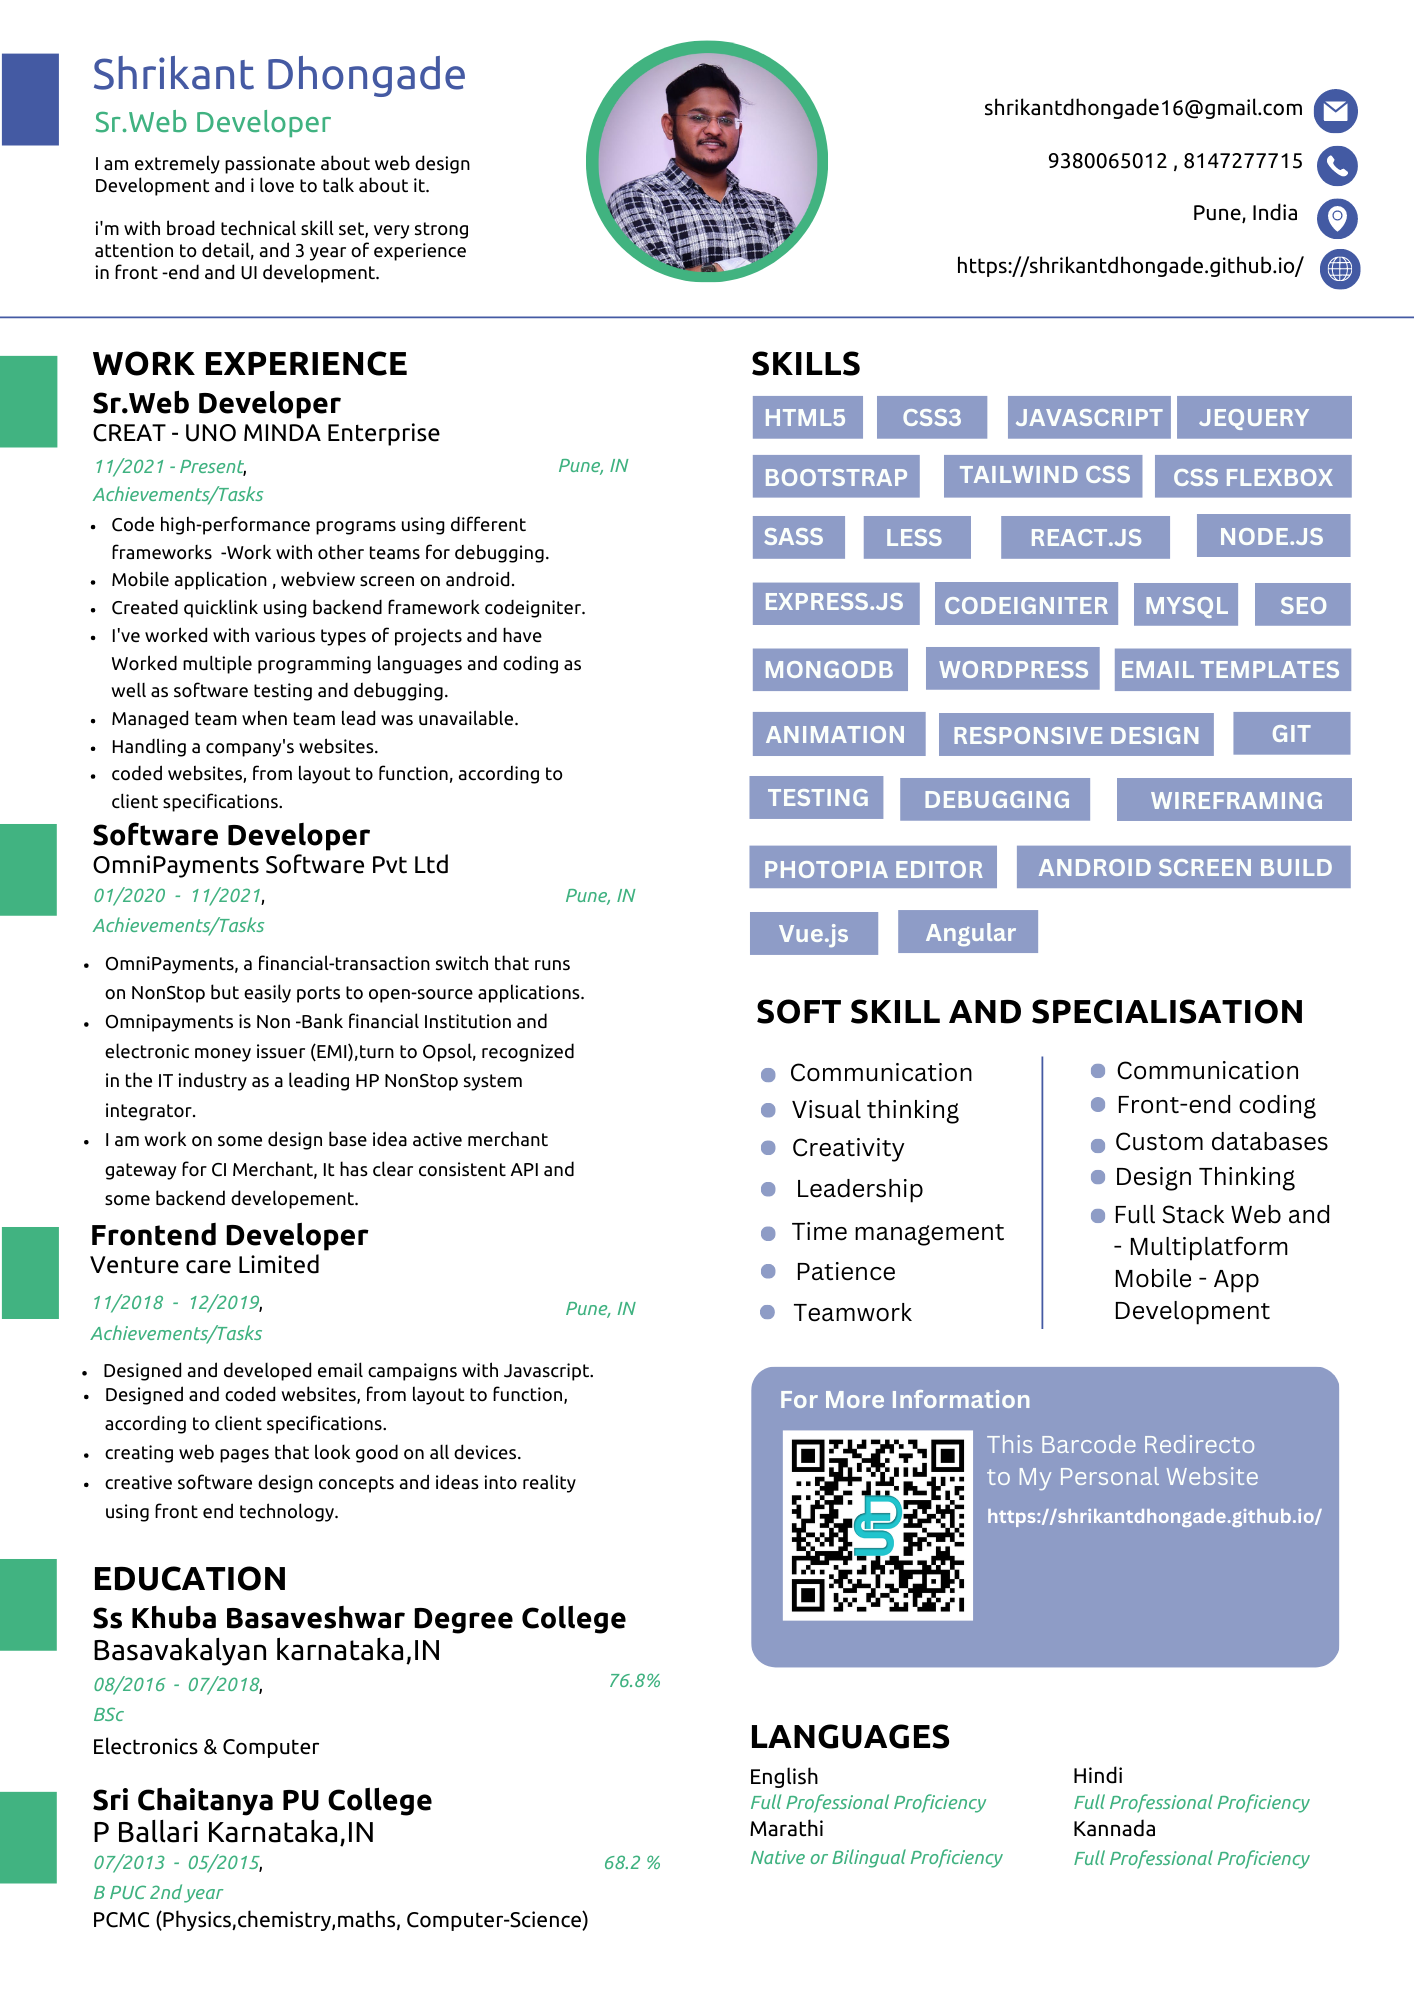 Shrikant Dhongade
Sr.Web Developer
I am extremely passionate about web design
Development and i love to talk about it.
i'm with broad technical skill set, very strong
attention to detail, and 3 year of experience
in front -end and UI development.
shrikantdhongade16@gmail.com
9380065012 , 8147277715
Pune, India
https://shrikantdhongade.github.io/
WORK EXPERIENCE
Sr.Web Developer
CREAT - UNO MINDA Enterprise
11/2021 - Present,
Pune, IN
Achievements/Tasks
• Code high-performance programs using different
frameworks -Work with other teams for debugging.
• Mobile application , webview screen on android.
• Created quicklink using backend framework codeigniter.
• I've worked with various types of projects and have
Worked multiple programming languages and coding as
well as software testing and debugging.
• Managed team when team lead was unavailable.
• Handling a company's websites.
• coded websites, from layout to function, according to
client specifications.
Software Developer
OmniPayments Software Pvt Ltd
01/2020 - 11/2021,
Pune, IN
Achievements/Tasks
• OmniPayments, a financial-transaction switch that runs
on NonStop but easily ports to open-source applications.
• Omnipayments is Non -Bank financial Institution and
electronic money issuer (EMI),turn to Opsol, recognized
in the IT industry as a leading HP NonStop system
integrator.
• I am work on some design base idea active merchant
gateway for CI Merchant, It has clear consistent API and
some backend developement.
Frontend Developer
Venture care Limited
11/2018 - 12/2019,
Pune, IN
Achievements/Tasks
• Designed and developed email campaigns with Javascript.
• Designed and coded websites, from layout to function,
according to client specifications.
• creating web pages that look good on all devices.
• creative software design concepts and ideas into reality
using front end technology.
EDUCATION
Ss Khuba Basaveshwar Degree College
Basavakalyan karnataka,IN
08/2016 - 07/2018,
76.8%
BSc
Electronics & Computer
Sri Chaitanya PU College
P Ballari Karnataka,IN
07/2013 - 05/2015,
68.2 %
B PUC 2nd year
PCMC (Physics,chemistry,maths, Computer-Science)
SKILLS
HTML5 CSS3 JAVASCRIPT JEQUERY
BOOTSTRAP TAILWIND CSS CSS FLEXBOX
SASS LESS REACT.JS NODE.JS
EXPRESS.JS CODEIGNITER MYSQL SEO
MONGODB WORDPRESS EMAIL TEMPLATES
ANIMATION RESPONSIVE DESIGN GIT
TESTING DEBUGGING WIREFRAMING
PHOTOPIA EDITOR ANDROID SCREEN BUILD
Vue.js Angular
SOFT SKILL AND SPECIALISATION
Communication
Visual thinking
Creativity
Leadership
Time management
Patience
Teamwork
Communication
Front-end coding
Custom databases
Design Thinking
Full Stack Web and
- Multiplatform
Mobile - App
Development
For More Information
This Barcode Redirecto
to My Personal Website
https://shrikantdhongade.github.io/
LANGUAGES
English
Full Professional Proficiency
Marathi
Native or Bilingual Proficiency
Hindi
Full Professional Proficiency
Kannada
Full Professional Proficiency